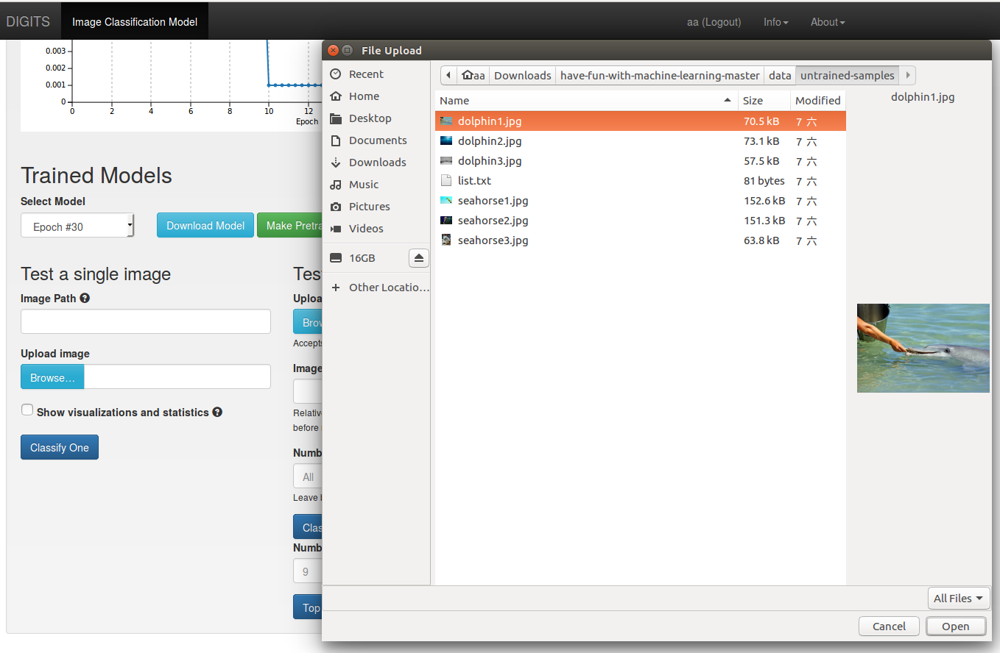 DIGITS Image Classification Model aa (Logout) Info About
0.003
0.002
0.001
0
0 2 4 6 8 10 12
Epoch
Trained Models
Select Model
Epoch #30 Download Model Make Pretra
Test a single image
Image Path
Upload image
Browse...
Show visualizations and statistics
Classify One
Tes
Uploa
Brow
Accepts
Image
Relative
before
Numb
All
Leave b
Clas
Numb
9
Top
File Upload
Recent
Home
Desktop
Documents
Downloads
Music
Pictures
Videos
16GB
Other Locatio...
aa Downloads have-fun-with-machine-learning-master data untrained-samples
Name Size Modified
dolphin1.jpg 70.5 kB 7 六
dolphin2.jpg 73.1 kB 7 六
dolphin3.jpg 57.5 kB 7 六
list.txt 81 bytes 7 六
seahorse1.jpg 152.6 kB 7 六
seahorse2.jpg 151.3 kB 7 六
seahorse3.jpg 63.8 kB 7 六
dolphin1.jpg
All Files
Cancel Open